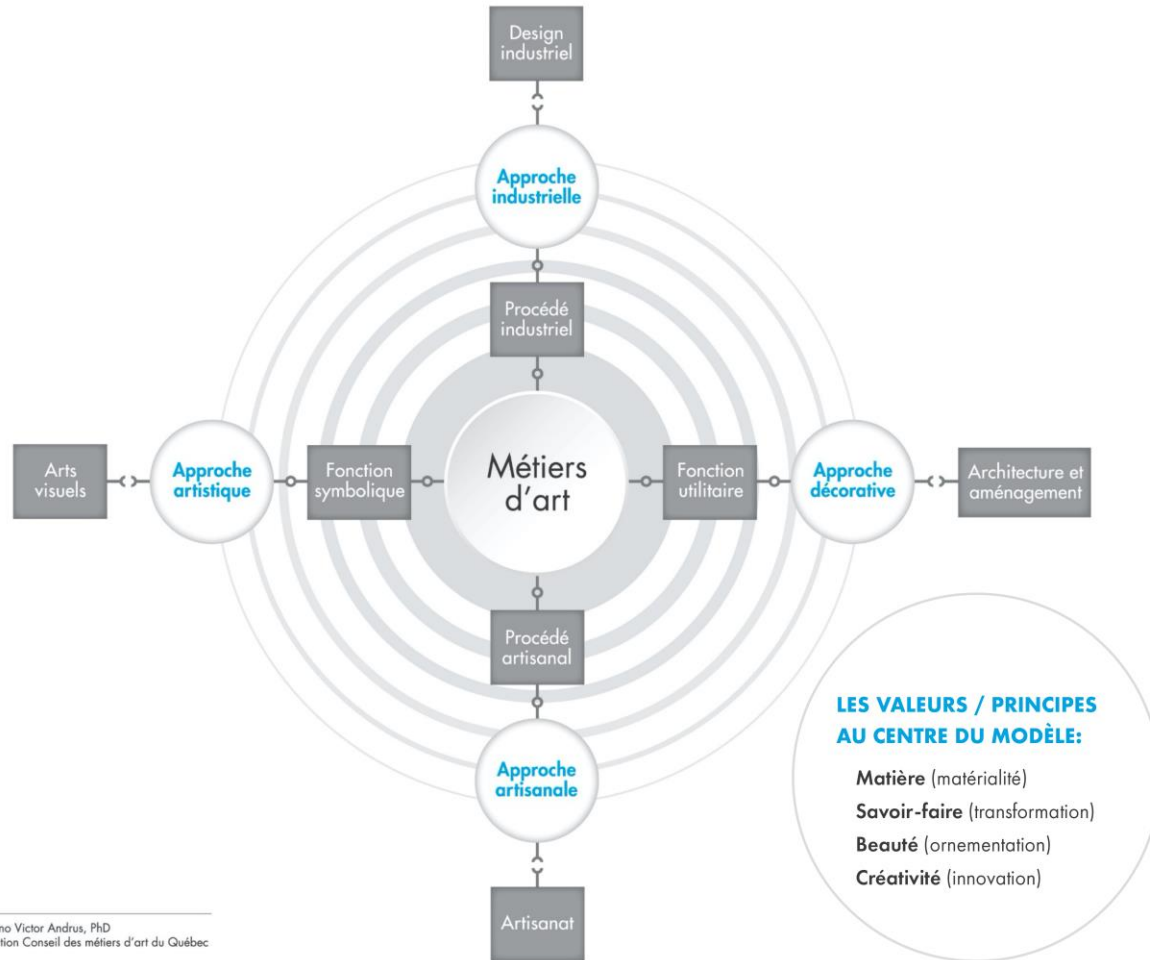 Design
industriel
Approche
industrielle
Procédé
industriel
Arts
visuels
Approche
artistique
Fonction
symbolique
Métiers
d'art
Fonction
utilitaire
Approche
décorative
Architecture et
aménagement
Procédé
artisanal
Approche
artisanale
Artisanat
LES VALEURS / PRINCIPES
AU CENTRE DU MODÈLE:
Matière (matérialité)
Savoir-faire (transformation)
Beauté (ornementation)
Créativité (innovation)
Victor Andrus, PhD
Conseil des métiers d'art du Québec